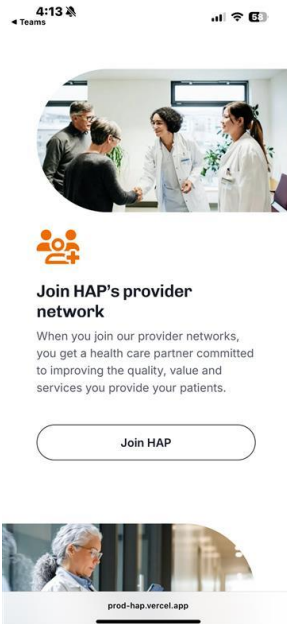 4:13
58
◀ Teams
Join HAP's provider
network
When you join our provider networks,
you get a health care partner committed
to improving the quality, value and
services you provide your patients.
Join HAP
prod-hap.vercel.app